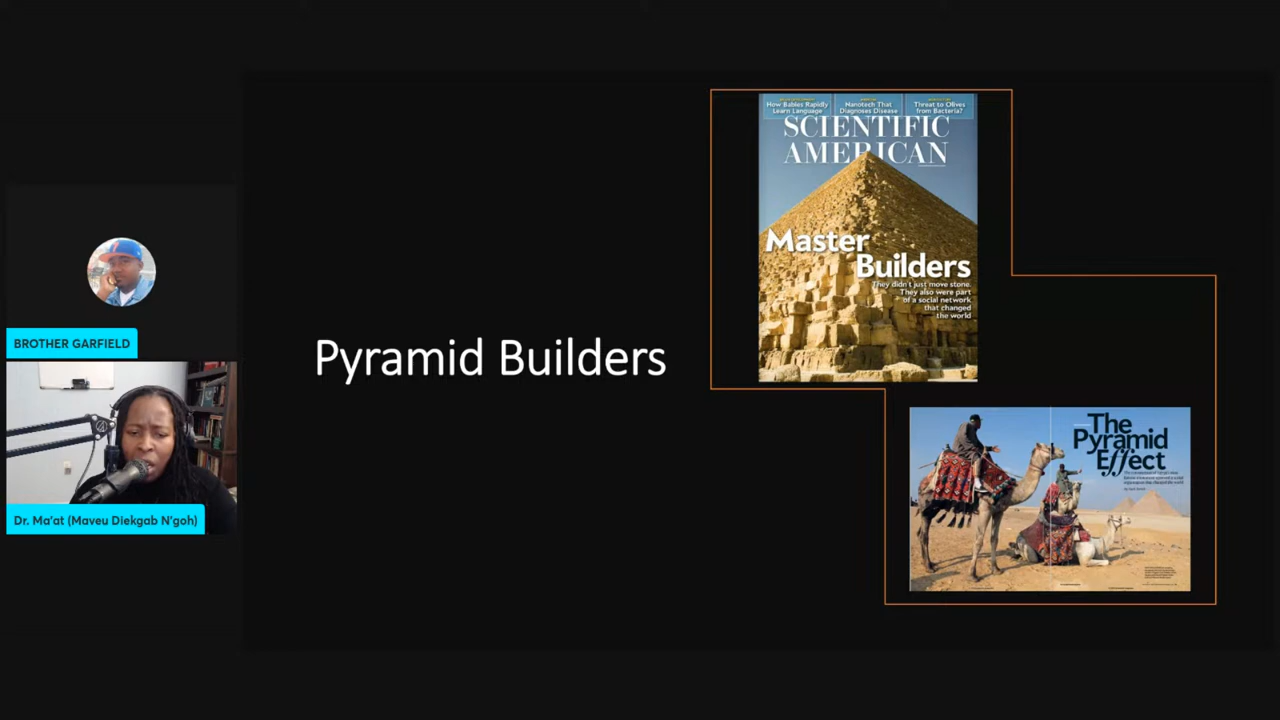 BROTHER GARFIELD
Dr. Ma'at (Maveu Diekgab N'goh)
Pyramid Builders
How Babies Rapidly
Learn Language
Nanotech That
Diagnoses Disease
Threat to Olives
from Bacteria?
SCIENTIFIC
AMERICAN
Master
Builders
They didn't just move stone.
They also were part
of a social network
that changed
the world
The
Pyramid
Effect